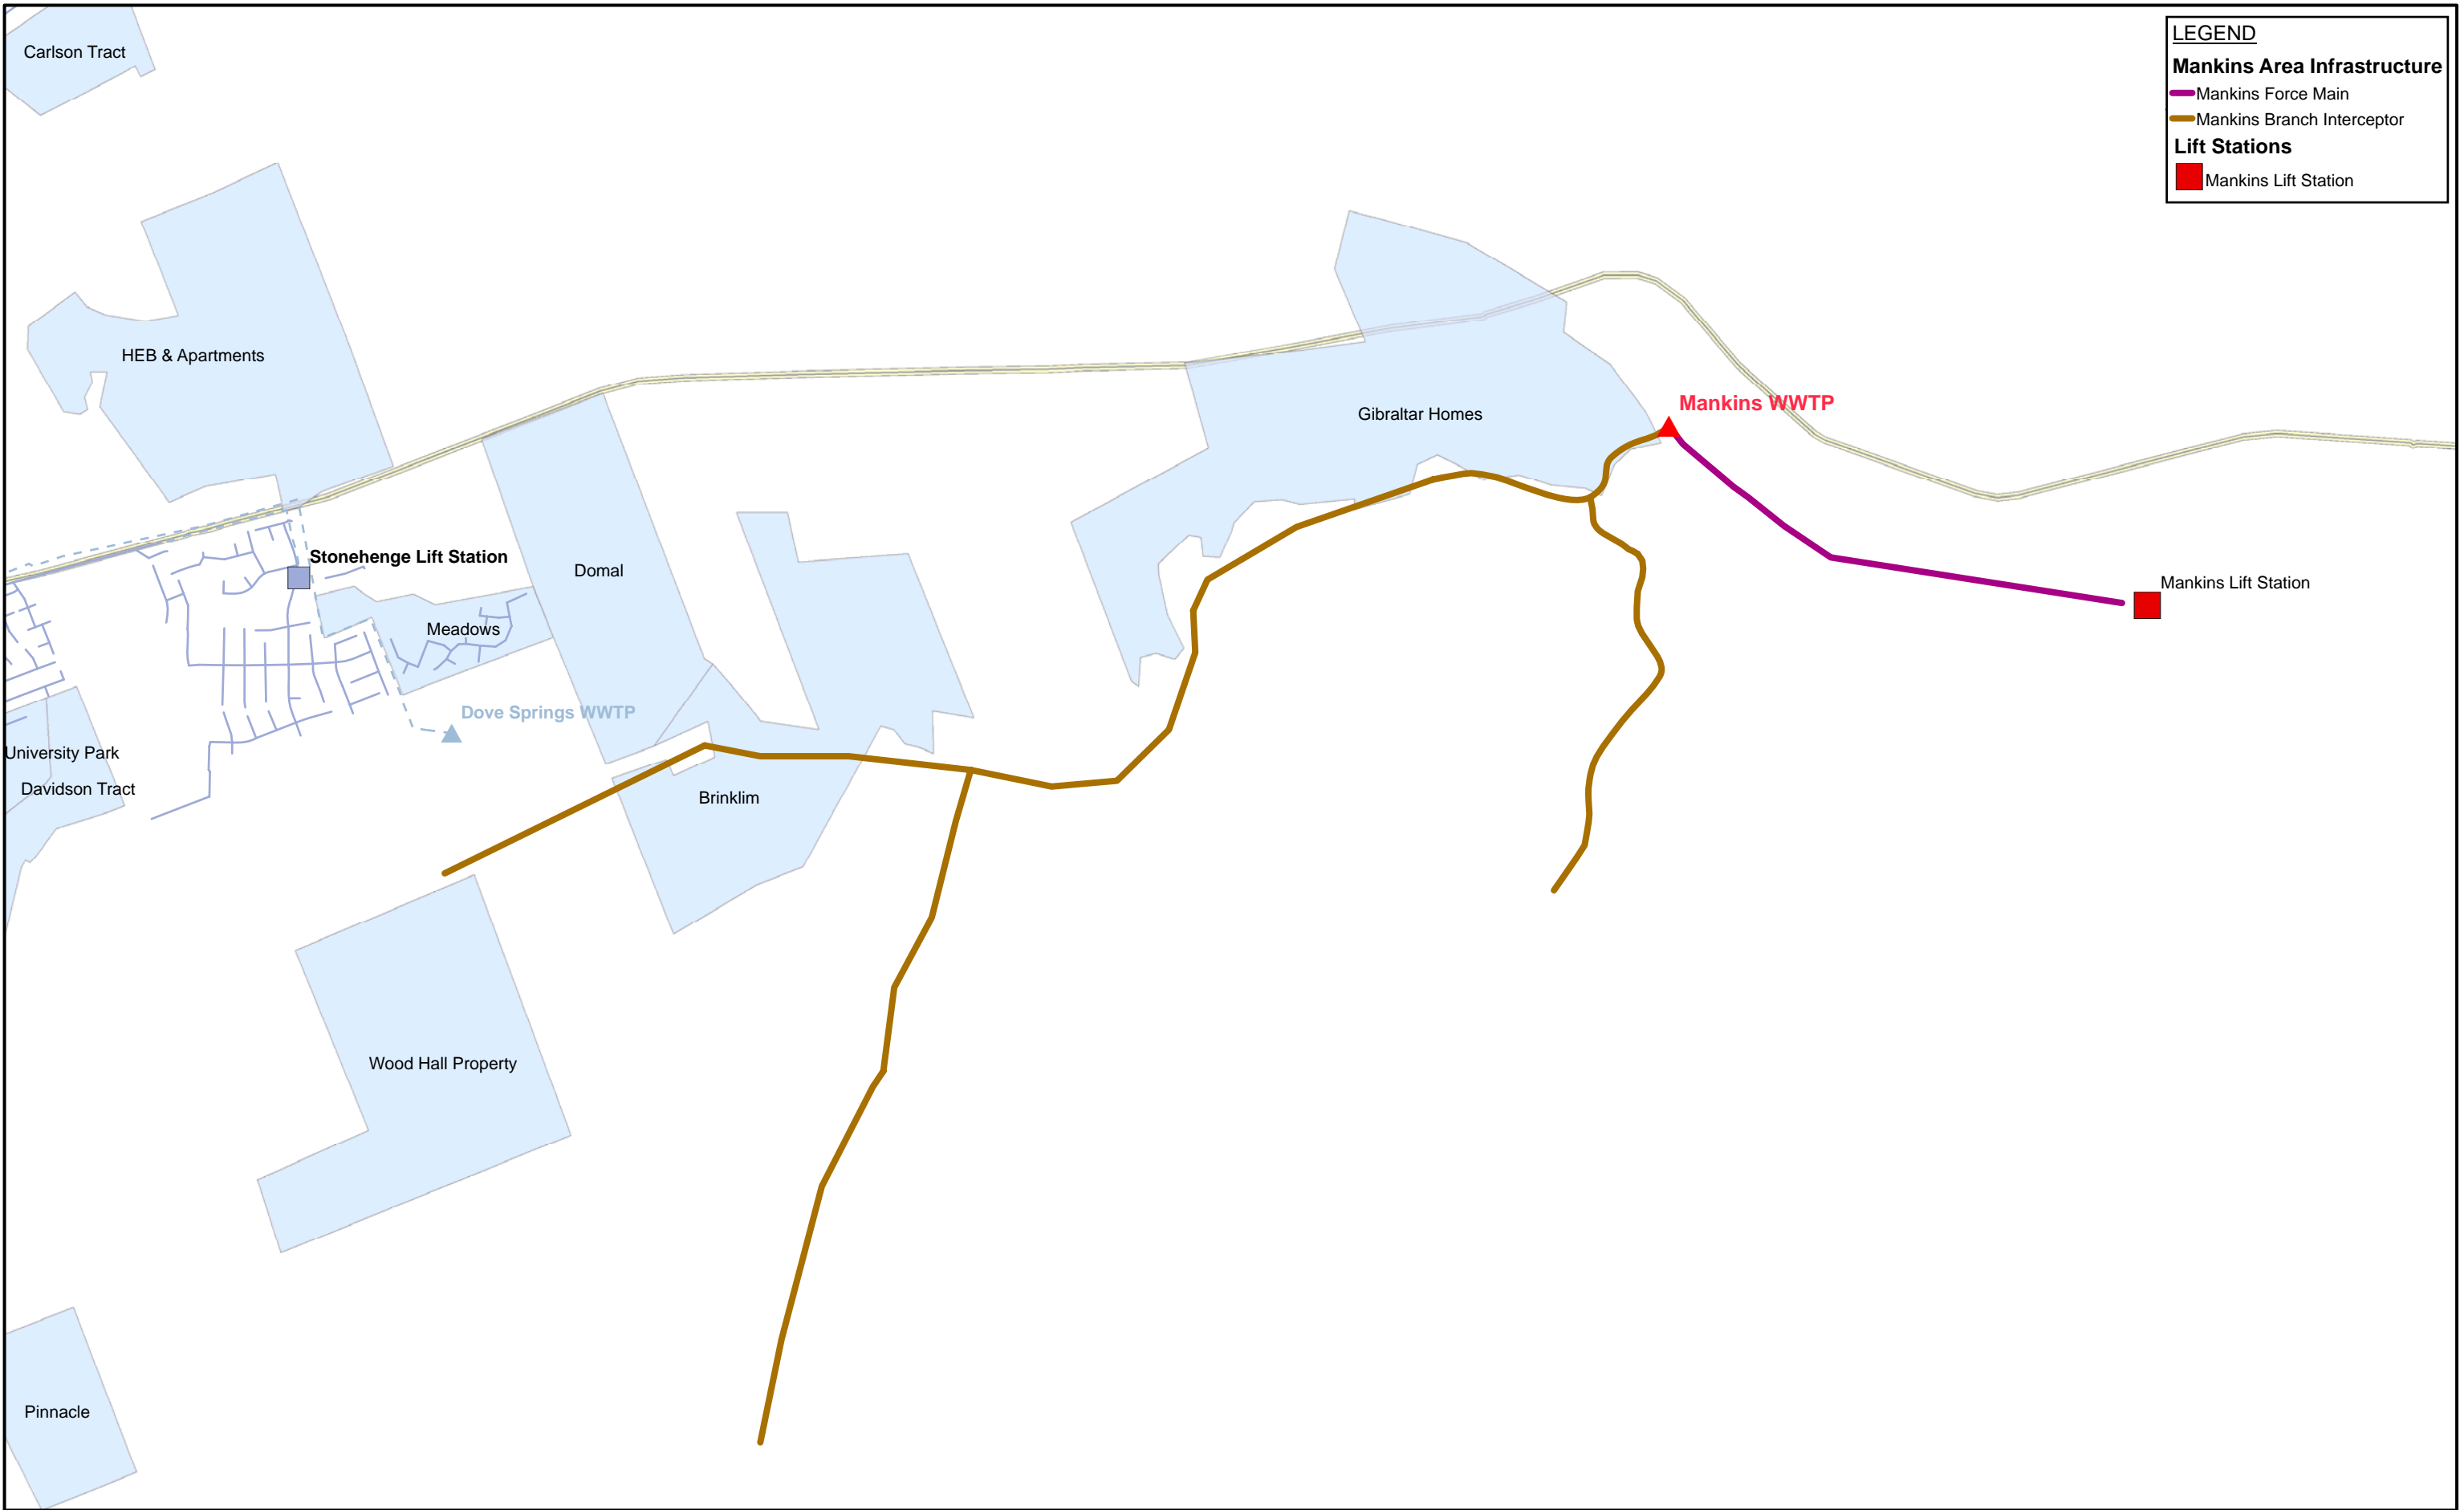 Carlson Tract
LEGEND
Mankins Area Infrastructure
Mankins Force Main
Mankins Branch Interceptor
Lift Stations
Mankins Lift Station
HEB & Apartments
Gibraltar Homes
Mankins WWTP
Stonehenge Lift Station
Domal
Mankins Lift Station
Meadows
Dove Springs WWTP
University Park
Davidson Tract
Brinklim
Wood Hall Property
Pinnacle